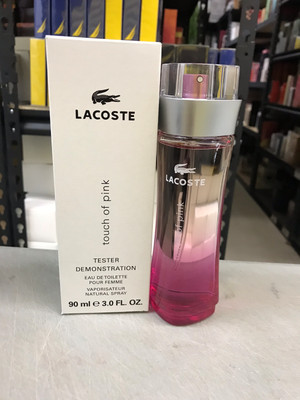 LACOSTE
touch of pink
TESTER
DEMONSTRATION
EAU DE TOILETTE
POUR FEMME
VAPORISATEUR
NATURAL SPRAY
90 ml e 3.0 FL. OZ.
LACOSTE
of pink